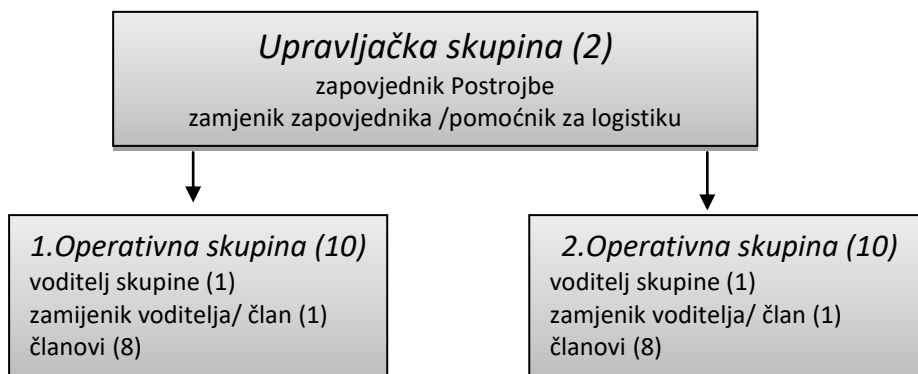 Upravljačka skupina (2)
zapovjednik Postrojbe
zamjenik zapovjednika /pomoćnik za logistiku
1.Operativna skupina (10)
voditelj skupine (1)
zamijenik voditelja/ član (1)
članovi (8)
2.Operativna skupina (10)
voditelj skupine (1)
zamjenik voditelja/ član (1)
članovi (8)